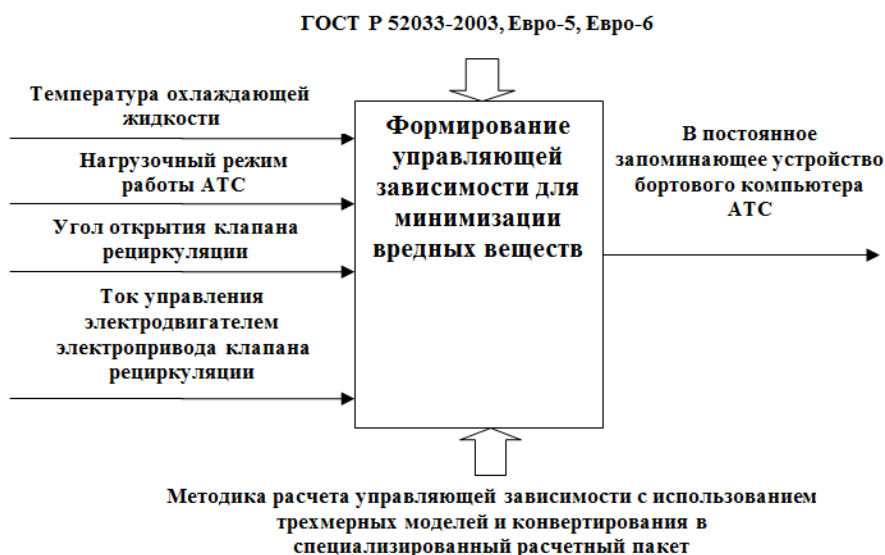 ГОСТ Р 52033-2003, Евро-5, Евро-6
Температура охлаждающей
жидкости
Нагрузочный режим
работы АТС
Угол открытия клапана
рециркуляции
Ток управления
электродвигателем
электропривода клапана
рециркуляции
Формирование
управляющей
зависимости для
минимизации
вредных веществ
В постоянное
запоминающее устройство
бортового компьютера
АТС
Методика расчета управляющей зависимости с использованием
трехмерных моделей и конвертирования в
специализированный расчетный пакет